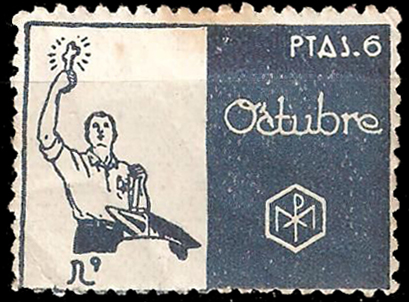 PTAS. 6
Octubre
Nº